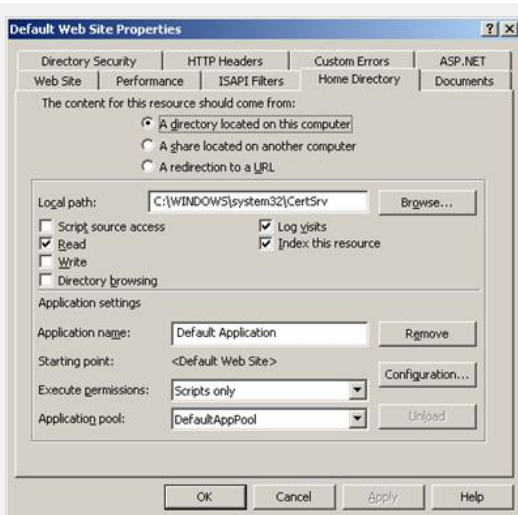 Default Web Site Properties
Directory Security HTTP Headers Custom Errors ASP.NET
Web Site Performance ISAPI Filters Home Directory Documents
The content for this resource should come from:
A directory located on this computer
A share located on another computer
A redirection to a URL
Local path: C:\WINDOWS\system32\CertSrv Browse...
Script source access Log visits
Read Index this resource
Write
Directory browsing
Application settings
Application name: Default Application Remove
Starting point: <Default Web Site>
Configuration...
Execute permissions: Scripts only
Application pool: DefaultAppPool Unload
OK Cancel Apply Help